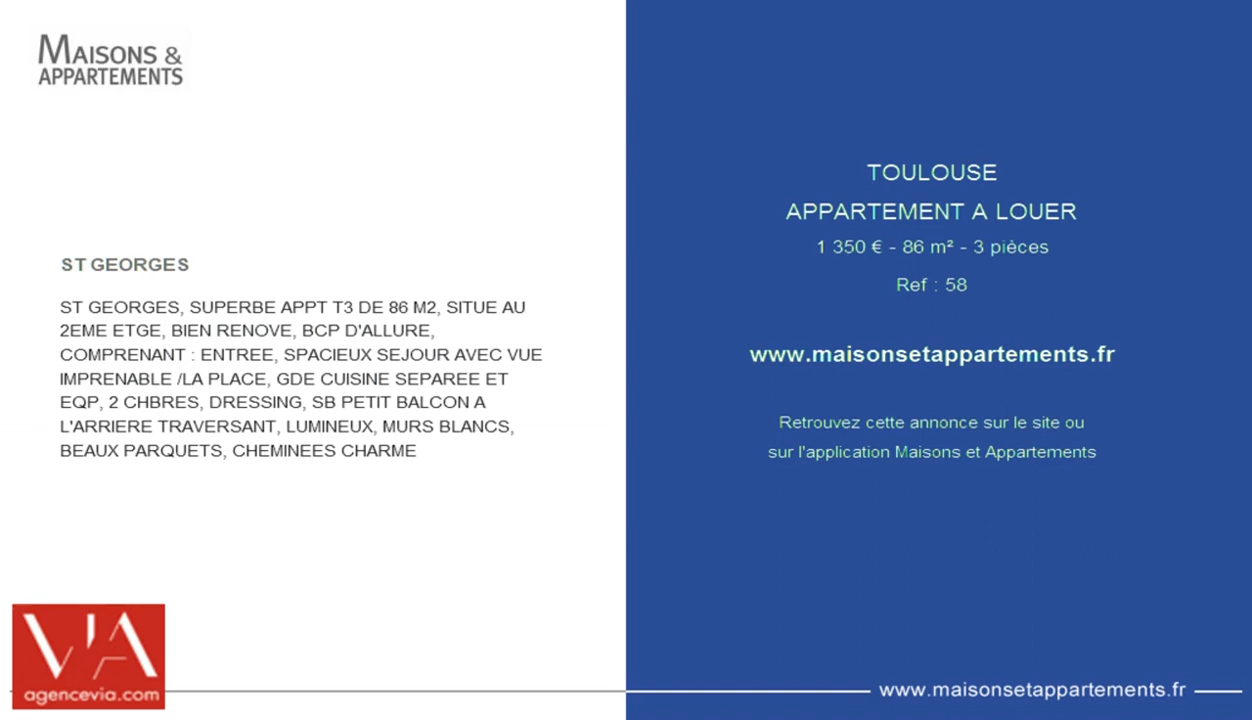 MAISONS &
APPARTEMENTS
ST GEORGES
ST GEORGES, SUPERBE APPT T3 DE 86 M2, SITUE AU
2EME ETGE, BIEN RENOVE, BCP D'ALLURE,
COMPRENANT : ENTREE, SPACIEUX SEJOUR AVEC VUE
IMPRENABLE /LA PLACE, GDE CUISINE SEPAREE ET
EQP, 2 CHBRES, DRESSING, SB PETIT BALCON A
L'ARRIERE TRAVERSANT, LUMINEUX, MURS BLANCS,
BEAUX PARQUETS, CHEMINEES CHARME
VIA
agencevia.com
TOULOUSE
APPARTEMENT A LOUER
1 350 € - 86 m² - 3 pièces
Ref : 58
www.maisonsetappartements.fr
Retrouvez cette annonce sur le site ou
sur l'application Maisons et Appartements
www.maisonsetappartements.fr